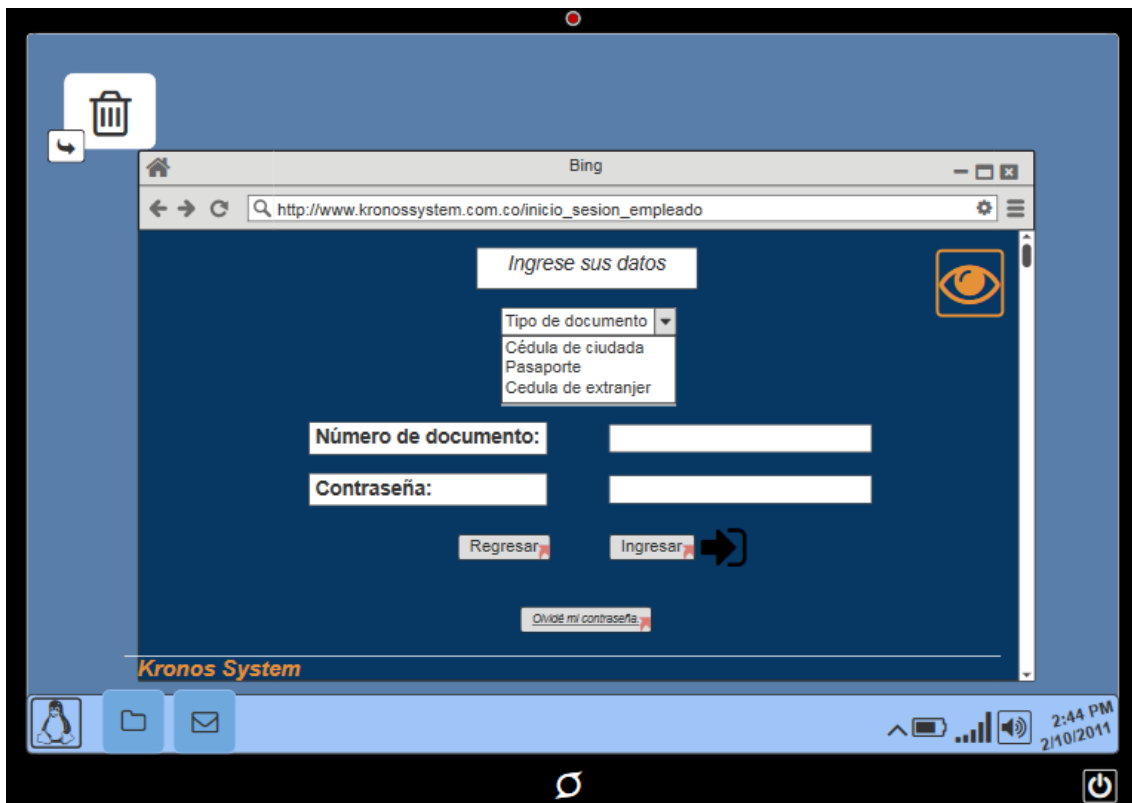 Bing
http://www.kronossystem.com.co/inicio_sesion_empleado
Ingrese sus datos
Tipo de documento
Cédula de ciudada
Pasaporte
Cedula de extranjer
Número de documento:
Contraseña:
Regresar
Ingresar
Olvidé mi contraseña.
Kronos System
2:44 PM
2/10/2011